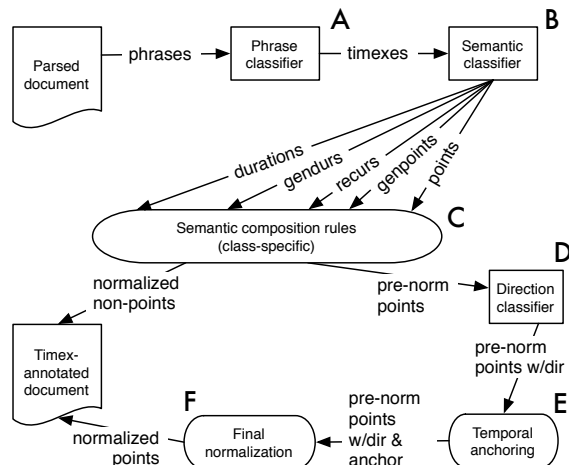 A
B
Parsed
document
phrases
Phrase
classifier
timexes
Semantic
classifier
durations
gendurs
recurs
genpoints
points
C
Semantic composition rules
(class-specific)
normalized
non-points
pre-norm
points
D
Direction
classifier
Timex-
annotated
document
pre-norm
points w/dir
F
E
normalized
points
Final
normalization
pre-norm
points
w/dir &
anchor
Temporal
anchoring